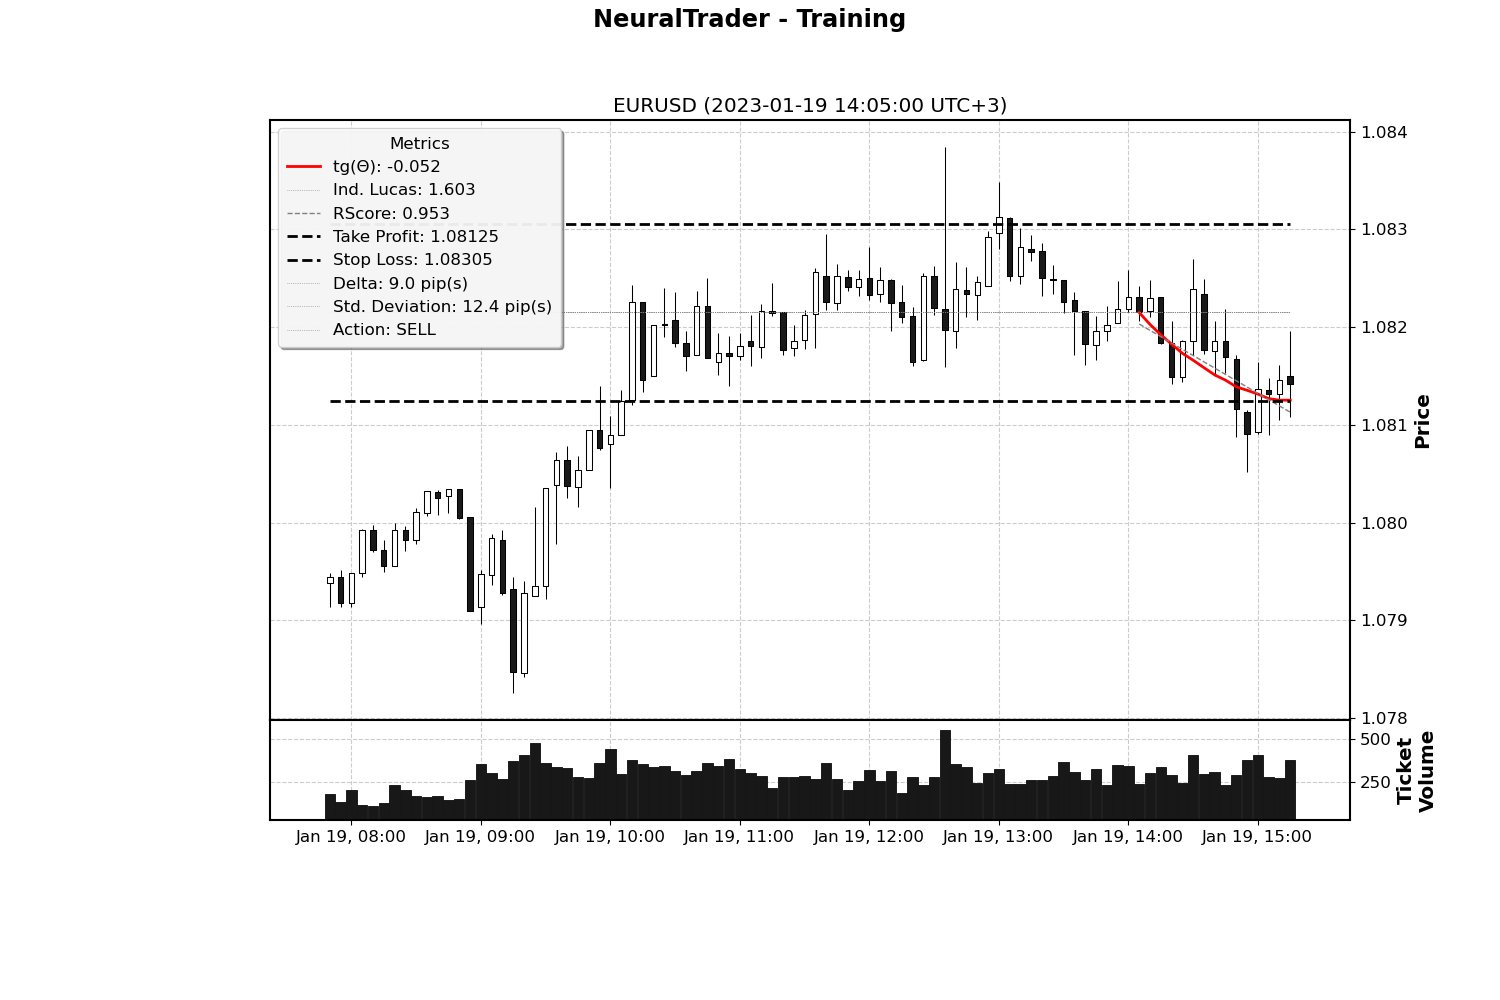 NeuralTrader - Training
EURUSD (2023-01-19 14:05:00 UTC+3)
Metrics
tg(Θ): -0.052
Ind. Lucas: 1.603
RScore: 0.953
Take Profit: 1.08125
Stop Loss: 1.08305
Delta: 9.0 pip(s)
Std. Deviation: 12.4 pip(s)
Action: SELL
1.084
1.083
1.082
1.081
1.080
1.079
1.078
Price
500
250
Ticket
Volume
Jan 19, 08:00
Jan 19, 09:00
Jan 19, 10:00
Jan 19, 11:00
Jan 19, 12:00
Jan 19, 13:00
Jan 19, 14:00
Jan 19, 15:00